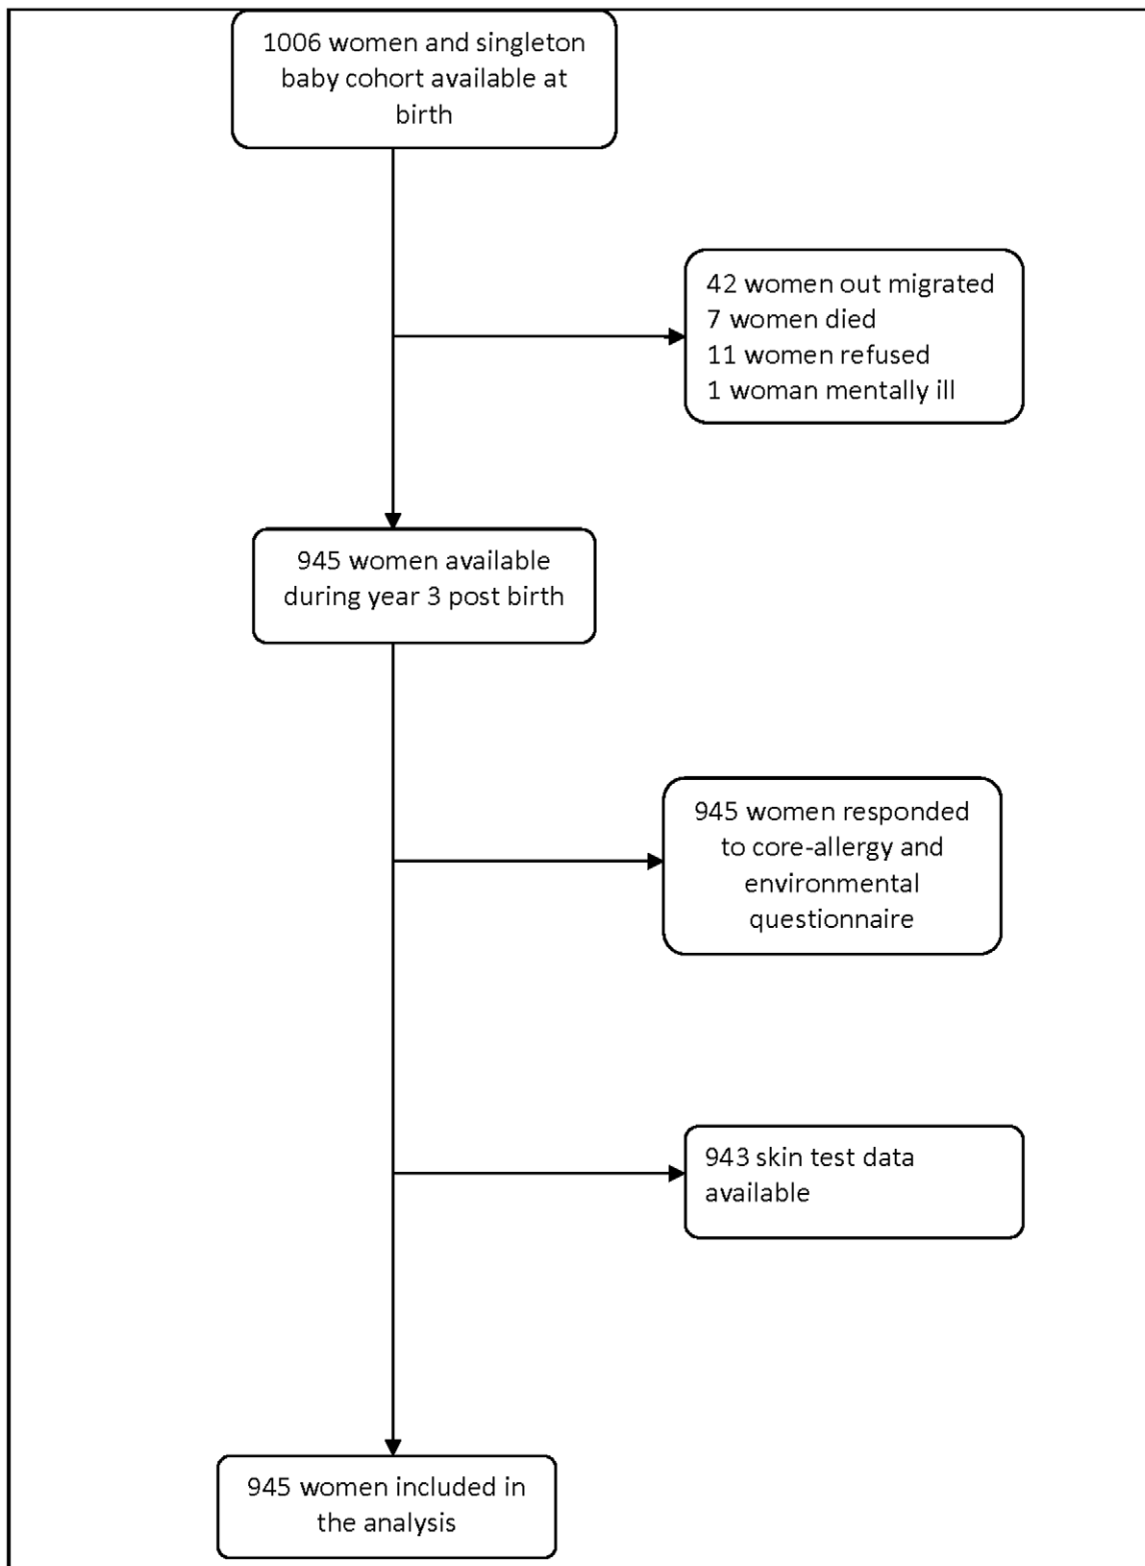 1006 women and singleton
baby cohort available at
birth
42 women out migrated
7 women died
11 women refused
1 woman mentally ill
945 women available
during year 3 post birth
945 women responded
to core-allergy and
environmental
questionnaire
943 skin test data
available
945 women included in
the analysis